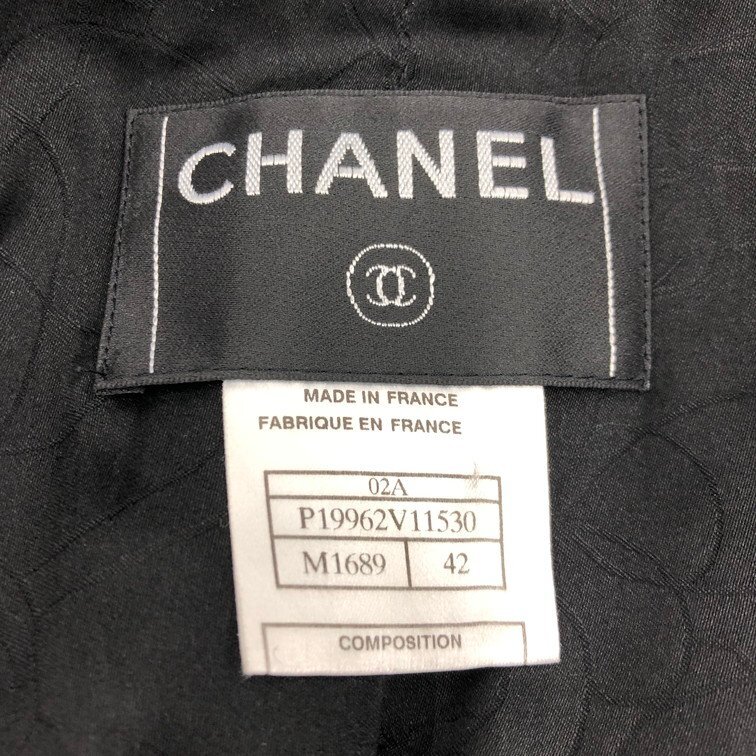 CHANEL
MADE IN FRANCE
FABRIQUE EN FRANCE
02A
P19962V11530
M1689 42
COMPOSITION